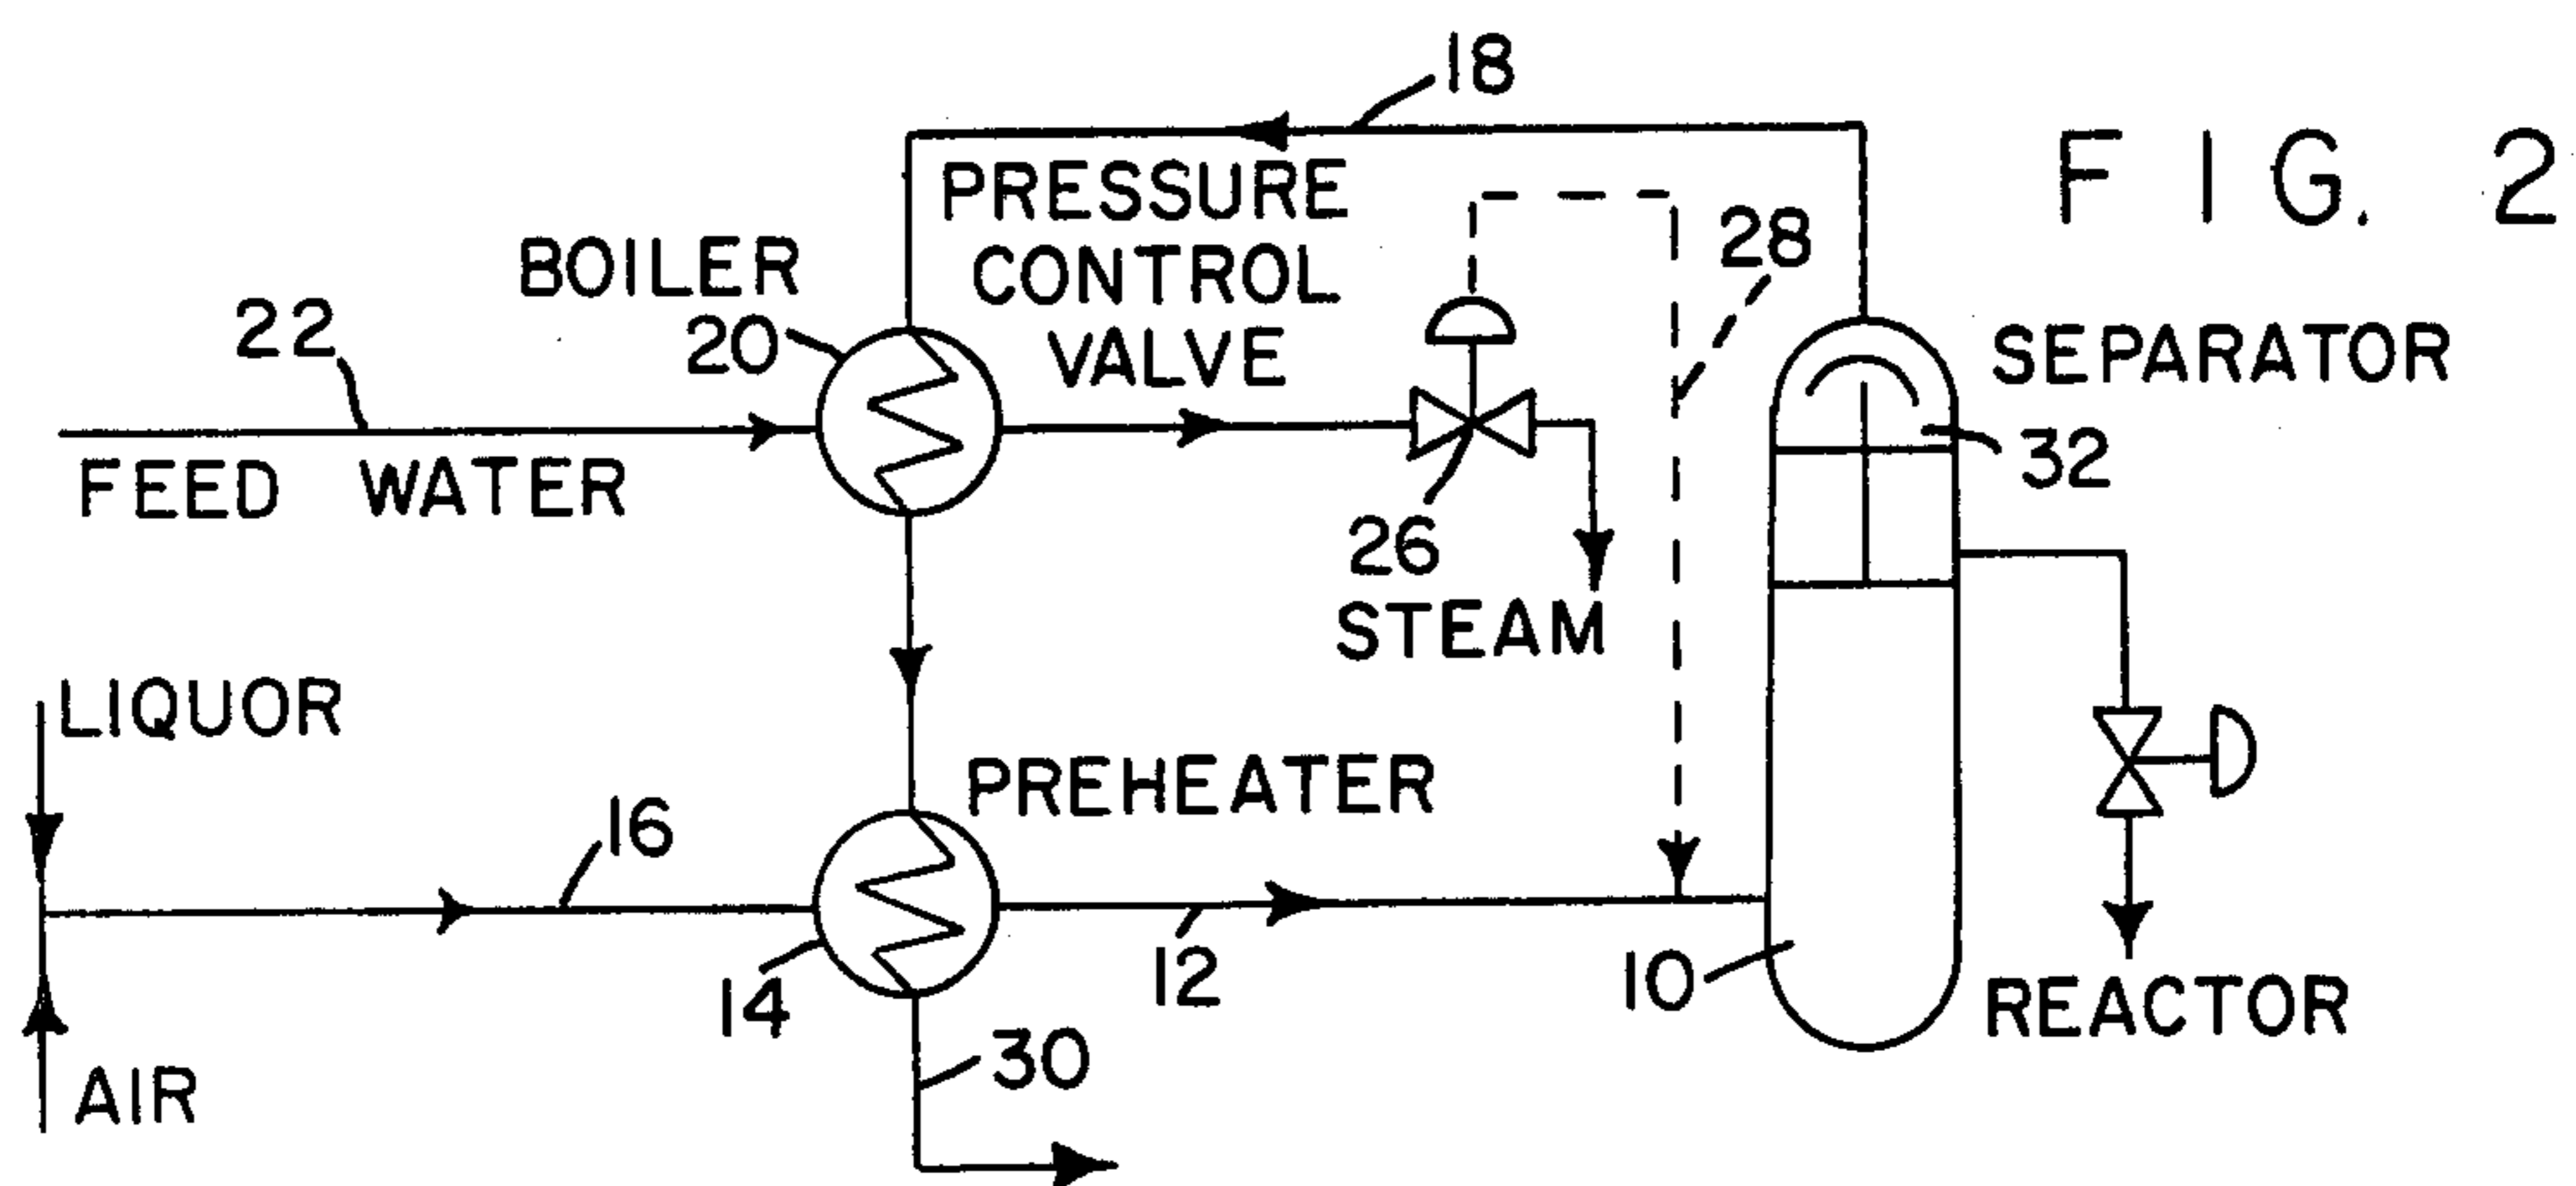 18
FIG. 2
PRESSURE
CONTROL
VALVE
28
BOILER
20
22
SEPARATOR
32
FEED WATER
26
STEAM
LIQUOR
PREHEATER
16
12
14
10
REACTOR
30
AIR